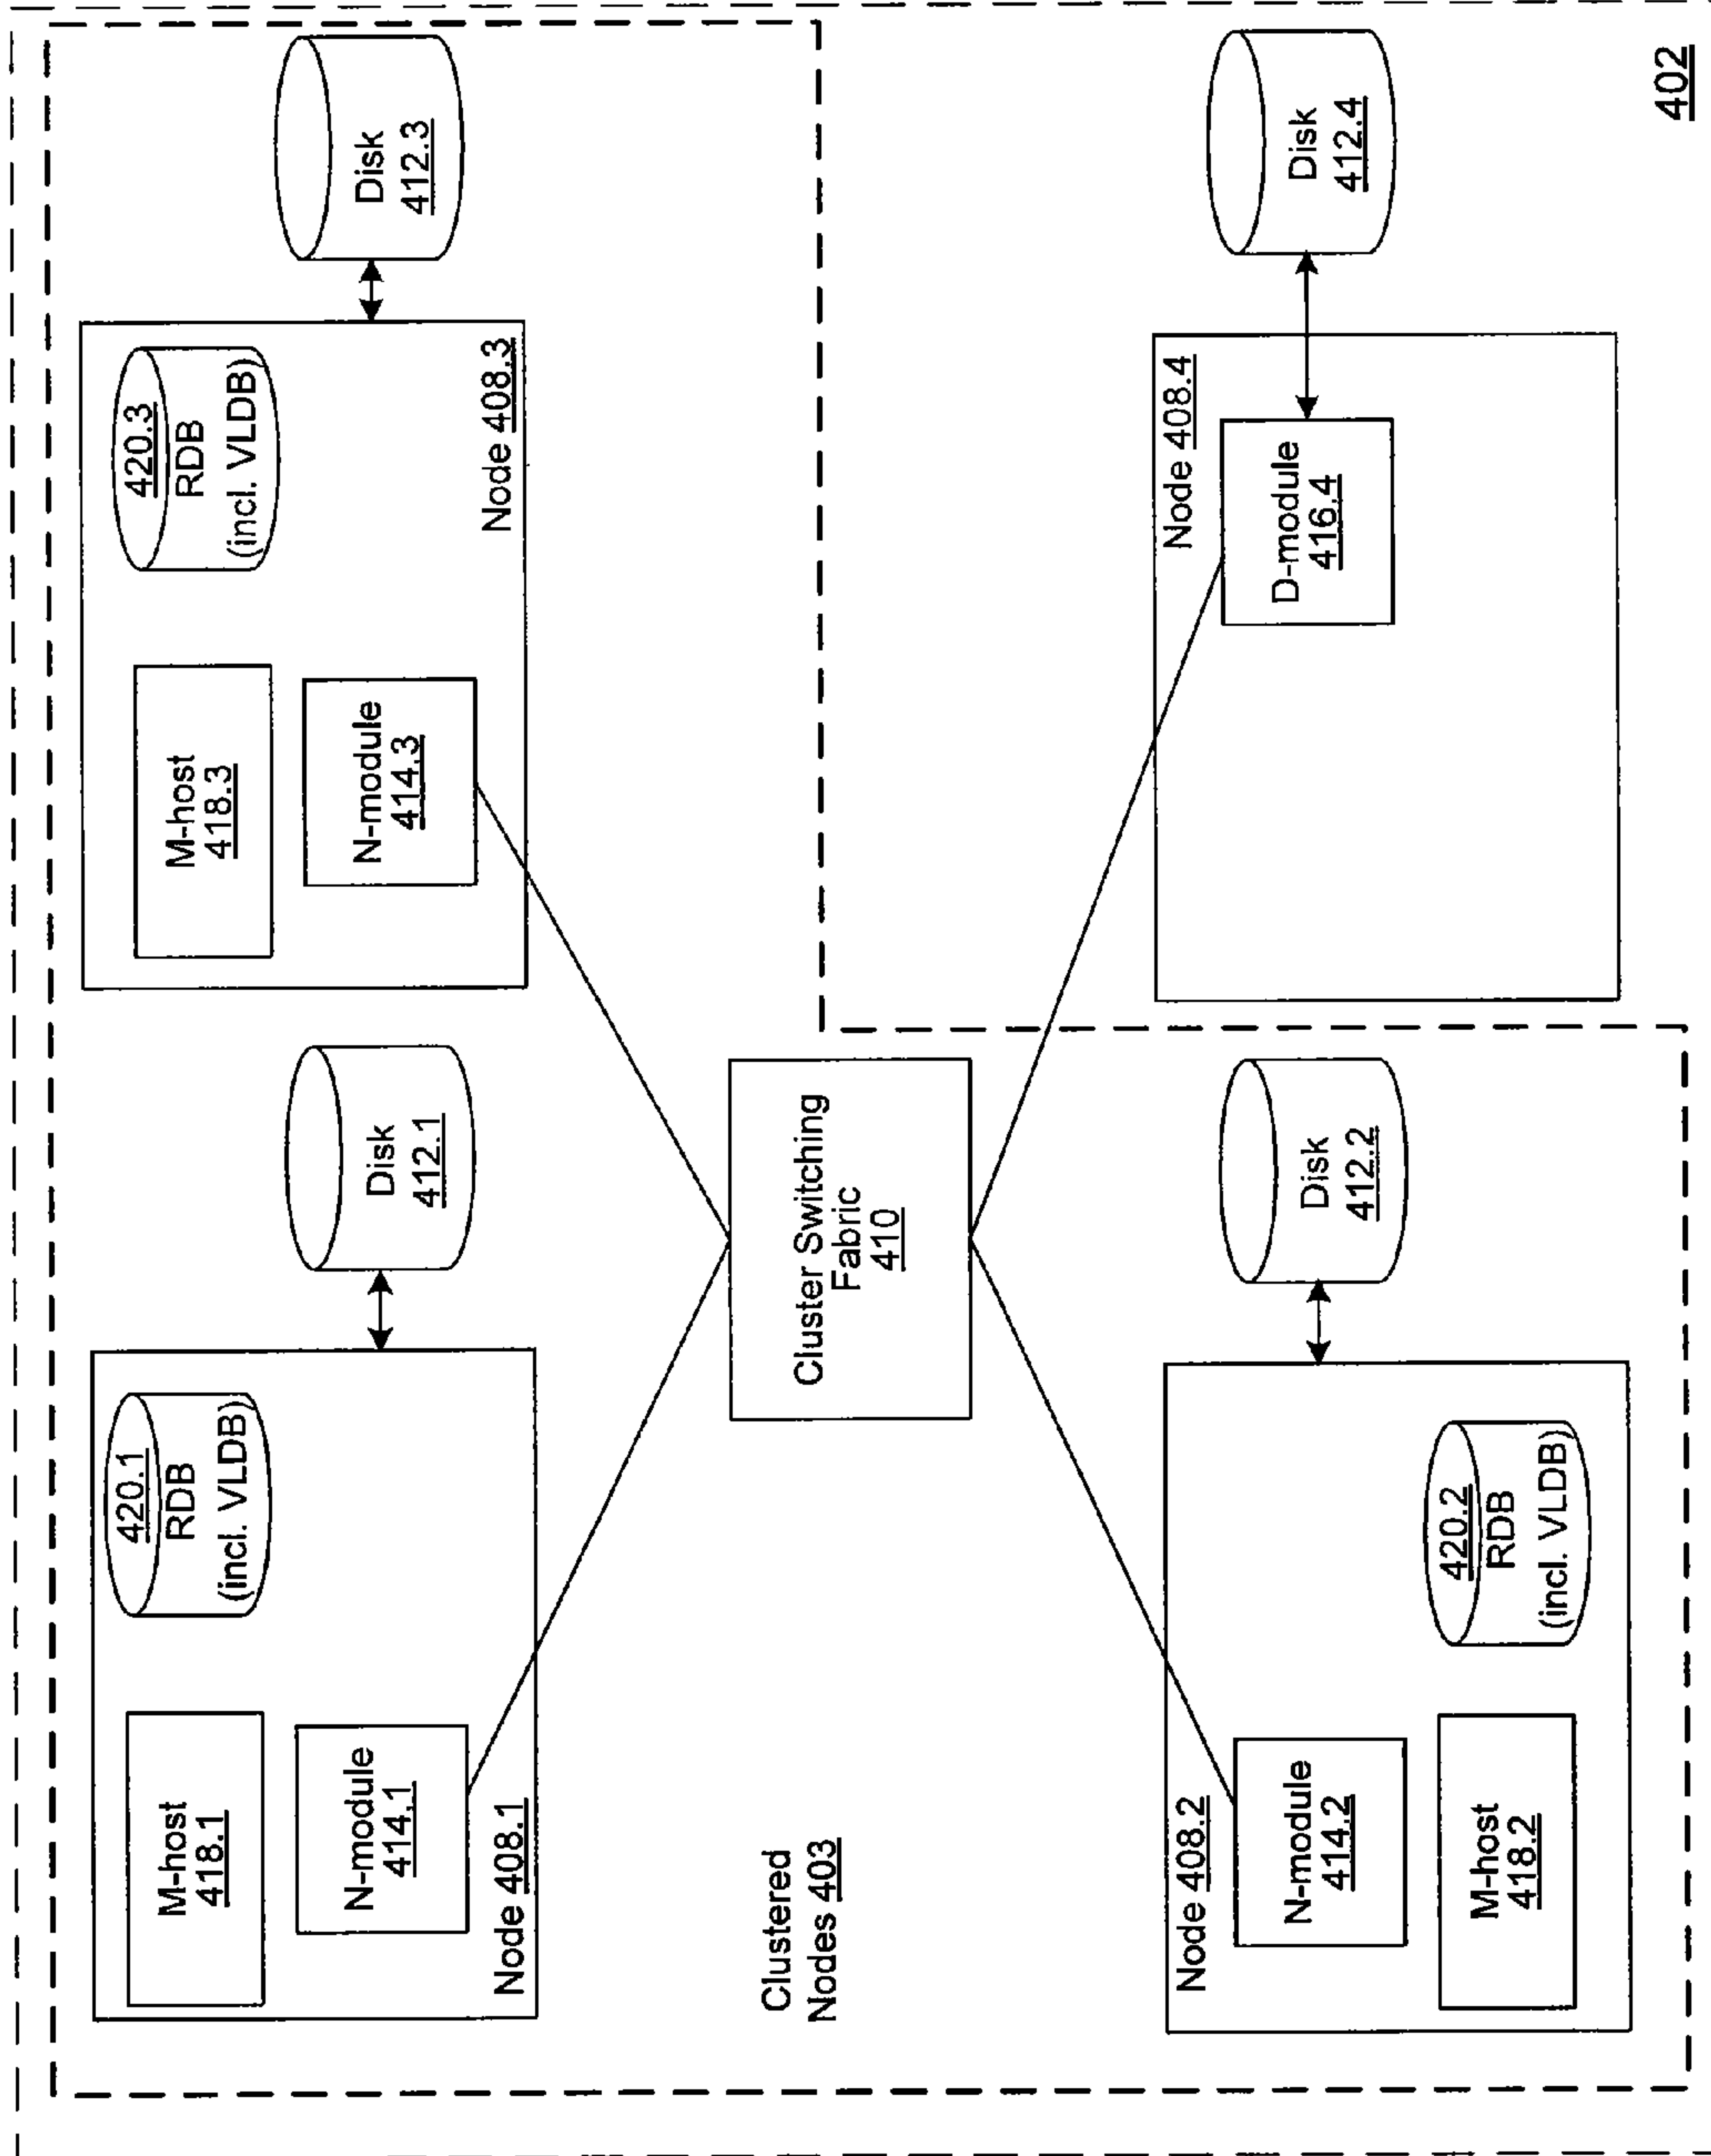 402
M-host
418.1
420.1
RDB
(incl. VLDB)
N-module
414.1
Node 408.1
Disk
412.1
M-host
418.3
420.3
RDB
(incl. VLDB)
N-module
414.3
Node 408.3
Disk
412.3
Clustered
Nodes 403
Cluster Switching
Fabric
410
Node 408.2
N-module
414.2
M-host
418.2
420.2
RDB
(incl. VLDB)
Disk
412.2
Node 408.4
D-module
416.4
Disk
412.4